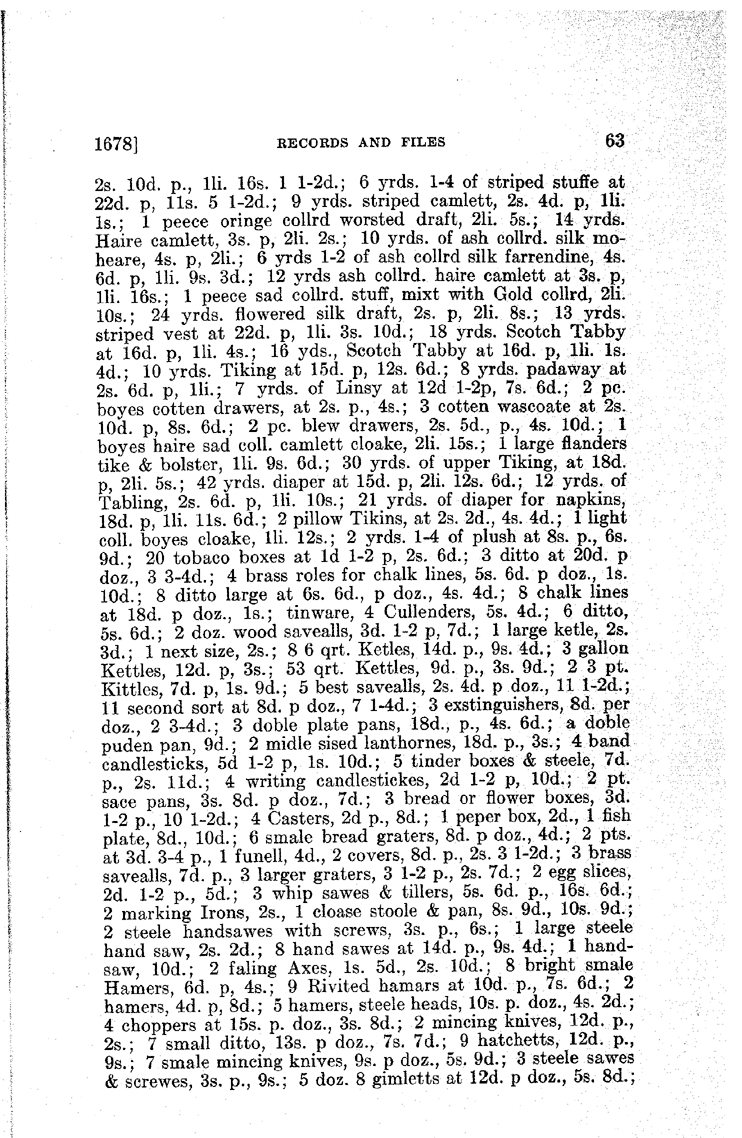 1678] RECORDS AND FILES 63
2s. 10d. p., 1li. 16s. 1 1-2d.; 6 yrds. 1-4 of striped stuffe at
22d. p, 11s. 5 1-2d.; 9 yrds. striped camlett, 2s. 4d. p, 1li.
1s.; 1 peece oringe collrd worsted draft, 2li. 5s.; 14 yrds.
Haire camlett, 3s. p, 2li. 2s.; 10 yrds. of ash collrd. silk mo-
heare, 4s. p, 2li.; 6 yrds 1-2 of ash collrd silk farrendine, 4s.
6d. p, 1li. 9s. 3d.; 12 yrds ash collrd. haire camlett at 3s. p,
1li. 16s.; 1 peece sad collrd. stuff, mixt with Gold collrd, 2li.
10s.; 24 yrds. flowered silk draft, 2s. p, 2li. 8s.; 13 yrds.
striped vest at 22d. p, 1li. 3s. 10d.; 18 yrds. Scotch Tabby
at 16d. p, 1li. 4s.; 16 yds., Scotch Tabby at 16d. p, 1li. 1s.
4d.; 10 yrds. Tiking at 15d. p, 12s. 6d.; 8 yrds. padaway at
2s. 6d. p, 1li.; 7 yrds. of Linsy at 12d 1-2p, 7s. 6d.; 2 pc.
boyes cotten drawers, at 2s. p., 4s.; 3 cotten wascoate at 2s.
10d. p, 8s. 6d.; 2 pc. blew drawers, 2s. 5d., p., 4s. 10d.; 1
boyes haire sad coll. camlett cloake, 2li. 15s.; 1 large flanders
tike & bolster, 1li. 9s. 6d.; 30 yrds. of upper Tiking, at 18d.
p, 2li. 5s.; 42 yrds. diaper at 15d. p, 2li. 12s. 6d.; 12 yrds. of
Tabling, 2s. 6d. p, 1li. 10s.; 21 yrds. of diaper for napkins,
18d. p, 1li. 11s. 6d.; 2 pillow Tikins, at 2s. 2d., 4s. 4d.; 1 light
coll. boyes cloake, 1li. 12s.; 2 yrds. 1-4 of plush at 8s. p., 6s.
9d.; 20 tobaco boxes at 1d 1-2 p, 2s. 6d.; 3 ditto at 20d. p
doz., 3 3-4d.; 4 brass roles for chalk lines, 5s. 6d. p doz., 1s.
10d.; 8 ditto large at 6s. 6d., p doz., 4s. 4d.; 8 chalk lines
at 18d. p doz., 1s.; tinware, 4 Cullenders, 5s. 4d.; 6 ditto,
5s. 6d.; 2 doz. wood savealls, 3d. 1-2 p, 7d.; 1 large ketle, 2s.
3d.; 1 next size, 2s.; 8 6 qrt. Ketles, 14d. p., 9s. 4d.; 3 gallon
Kettles, 12d. p, 3s.; 53 qrt. Kettles, 9d. p., 3s. 9d.; 2 3 pt.
Kittles, 7d. p, 1s. 9d.; 5 best savealls, 2s. 4d. p doz., 11 1-2d.;
11 second sort at 8d. p doz., 7 1-4d.; 3 exstinguishers, 8d. per
doz., 2 3-4d.; 3 doble plate pans, 18d., p., 4s. 6d.; a doble
puden pan, 9d.; 2 midle sised lanthornes, 18d. p., 3s.; 4 band
candlesticks, 5d 1-2 p, 1s. 10d.; 5 tinder boxes & steele, 7d.
p., 2s. 11d.; 4 writing candlestickes, 2d 1-2 p, 10d.; 2 pt.
sace pans, 3s. 8d. p doz., 7d.; 3 bread or flower boxes, 3d.
1-2 p., 10 1-2d.; 4 Casters, 2d p., 8d.; 1 peper box, 2d., 1 fish
plate, 8d., 10d.; 6 smale bread graters, 8d. p doz., 4d.; 2 pts.
at 3d. 3-4 p., 1 funell, 4d., 2 covers, 8d. p., 2s. 3 1-2d.; 3 brass
savealls, 7d. p., 3 larger graters, 3 1-2 p., 2s. 7d.; 2 egg slices,
2d. 1-2 p., 5d.; 3 whip sawes & tillers, 5s. 6d. p., 16s. 6d.;
2 marking Irons, 2s., 1 cloase stoole & pan, 8s. 9d., 10s. 9d.;
2 steele handsawes with screws, 3s. p., 6s.; 1 large steele
hand saw, 2s. 2d.; 8 hand sawes at 14d. p., 9s. 4d.; 1 hand-
saw, 10d.; 2 faling Axes, 1s. 5d., 2s. 10d.; 8 bright smale
Hamers, 6d. p, 4s.; 9 Rivited hamars at 10d. p., 7s. 6d.; 2
hamers, 4d. p, 8d.; 5 hamers, steele heads, 10s. p. doz., 4s. 2d.;
4 choppers at 15s. p. doz., 3s. 8d.; 2 mincing knives, 12d. p.,
2s.; 7 small ditto, 13s. p doz., 7s. 7d.; 9 hatchetts, 12d. p.,
9s.; 7 smale mincing knives, 9s. p doz., 5s. 9d.; 3 steele sawes
& screwes, 3s. p., 9s.; 5 doz. 8 gimletts at 12d. p doz., 5s. 8d.;